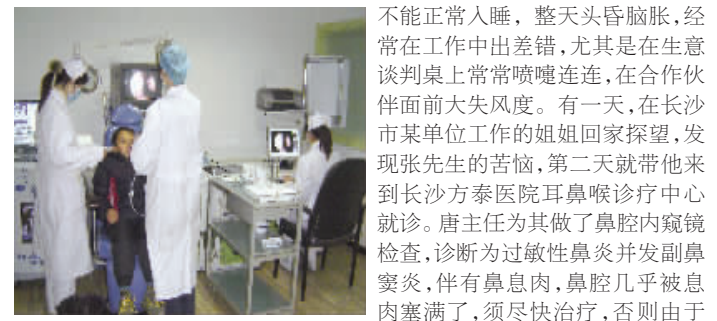 不能正常入睡，整天头昏脑胀，经
常在工作中出差错，尤其是在生意
谈判桌上常常喷嚏连连，在合作伙
伴面前大失风度。有一天，在长沙
市某单位工作的姐姐回家探望，发
现张先生的苦恼，第二天就带他来
到长沙方泰医院耳鼻喉诊疗中心
就诊。唐主任为其做了鼻腔内窥镜
检查，诊断为过敏性鼻炎并发副鼻
窦炎，伴有鼻息肉，鼻腔几乎被息
肉塞满了，须尽快治疗，否则由于